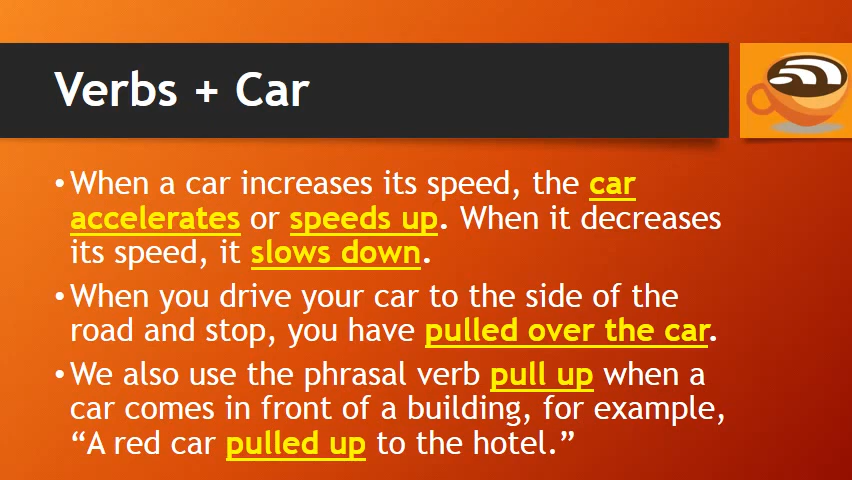 Verbs + Car
• When a car increases its speed, the car
accelerates or speeds up. When it decreases
its speed, it slows down.
• When you drive your car to the side of the
road and stop, you have pulled over the car.
• We also use the phrasal verb pull up when a
car comes in front of a building, for example,
“A red car pulled up to the hotel.”